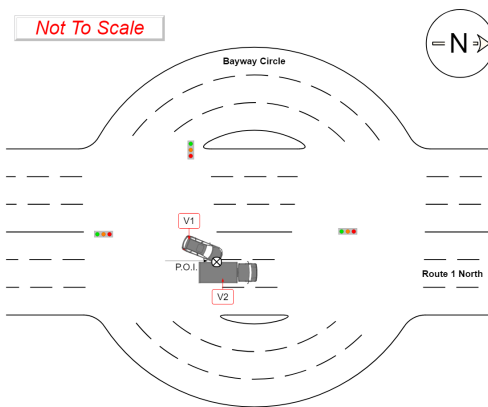 Not To Scale
N
Bayway Circle
V1
P.O.I.
Route 1 North
V2